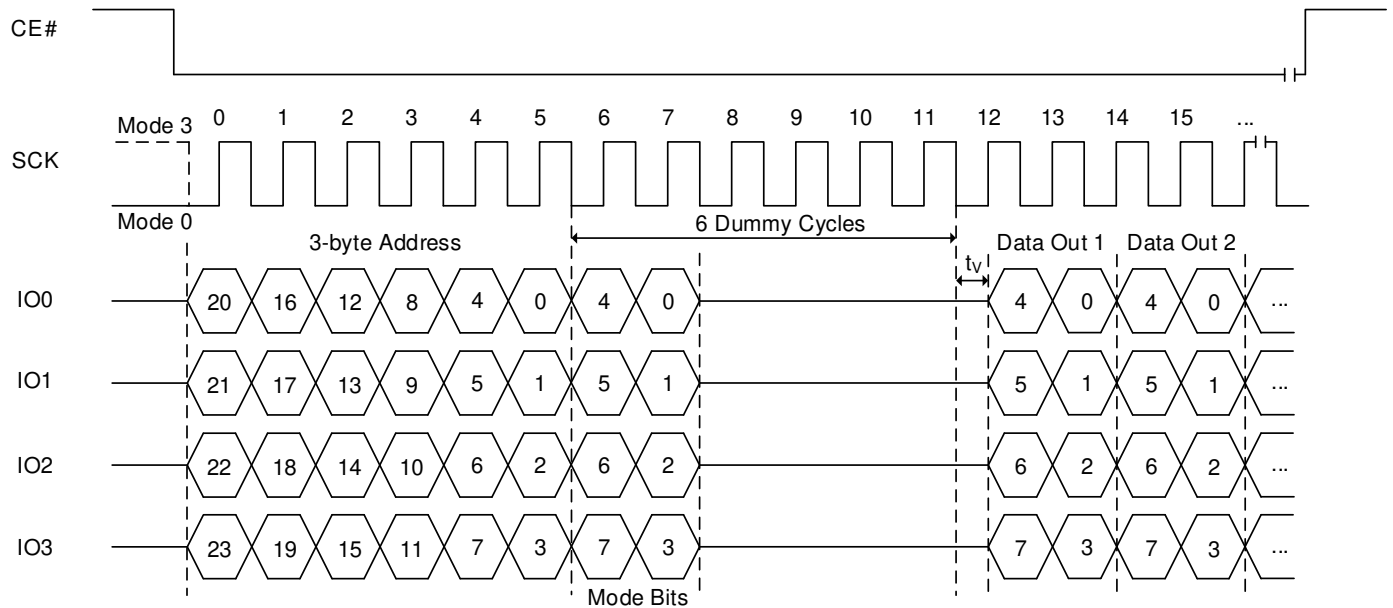 CE#
Mode 3 0 1 2 3 4 5 6 7 8 9 10 11 12 13 14 15 ...
SCK
Mode 0
6 Dummy Cycles
3-byte Address Data Out 1 Data Out 2
tV
IO0 20 16 12 8 4 0 4 0 4 0 4 0 ...
IO1 21 17 13 9 5 1 5 1 5 1 5 1 ...
IO2 22 18 14 10 6 2 6 2 6 2 6 2 ...
IO3 23 19 15 11 7 3 7 3 7 3 7 3 ...
Mode Bits